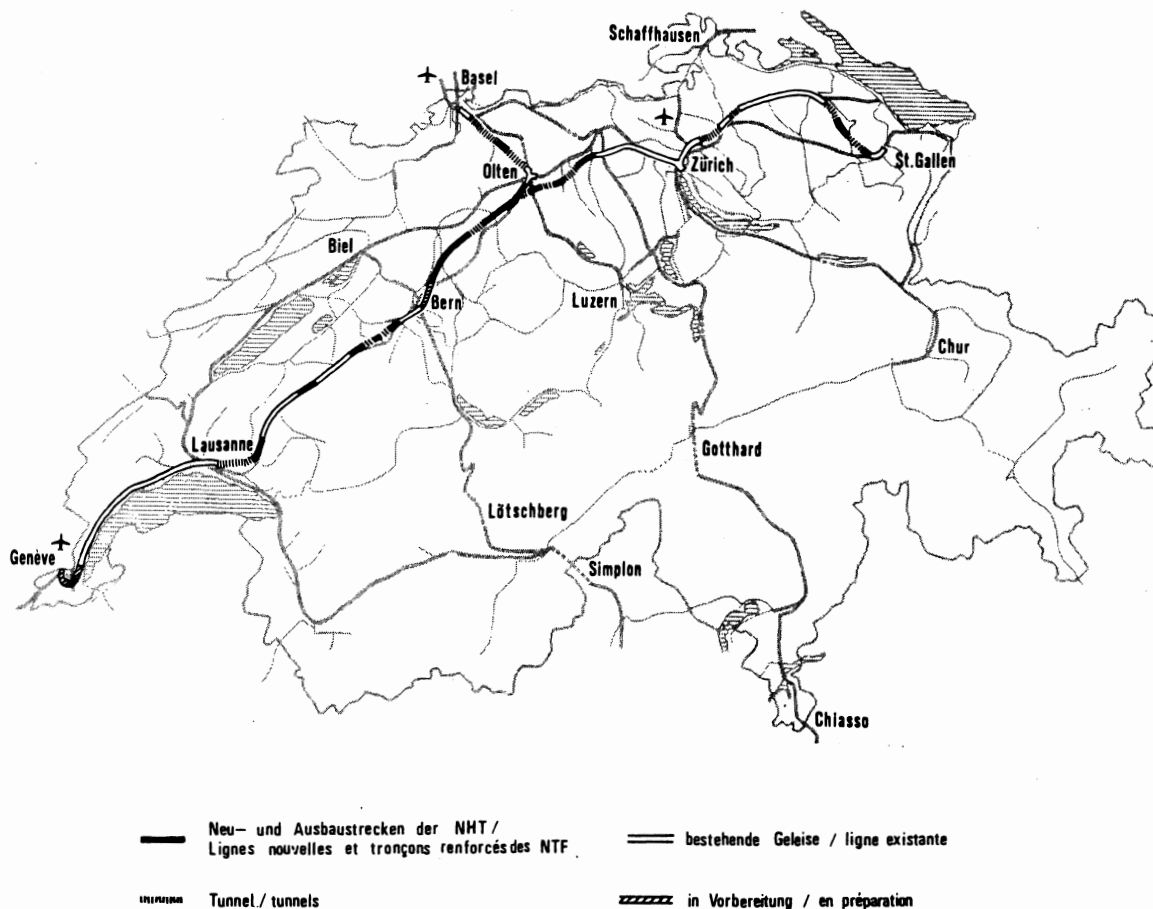 Schaffhausen
Basel
Olten
Zürich
St.Gallen
Biel
Bern
Luzern
Chur
Lausanne
Gotthard
Lötschberg
Genève
Simplon
Chiasso
Neu- und Ausbaustrecken der NHT /
Lignes nouvelles et tronçons renforcés des NTF
bestehende Geleise / ligne existante
Tunnel / tunnels
in Vorbereitung / en préparation